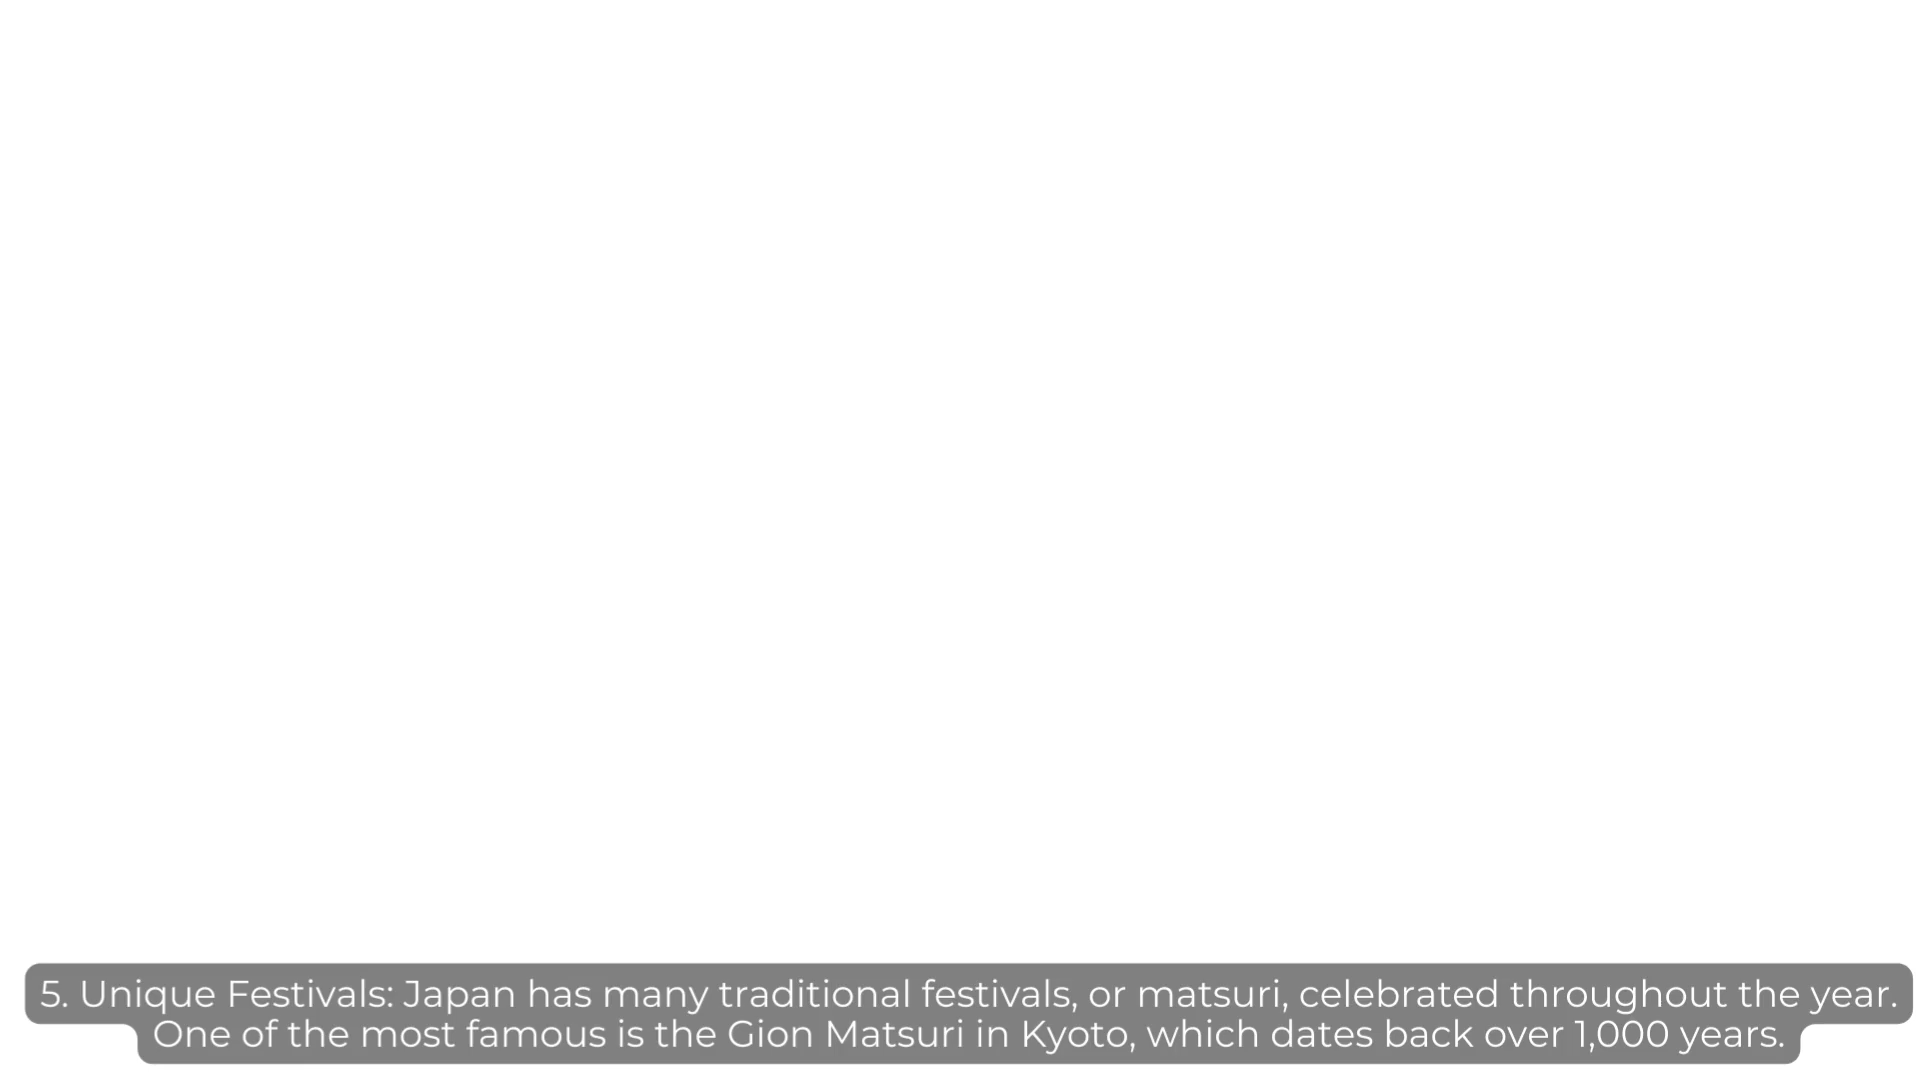 5. Unique Festivals: Japan has many traditional festivals, or matsuri, celebrated throughout the year.
One of the most famous is the Gion Matsuri in Kyoto, which dates back over 1,000 years.